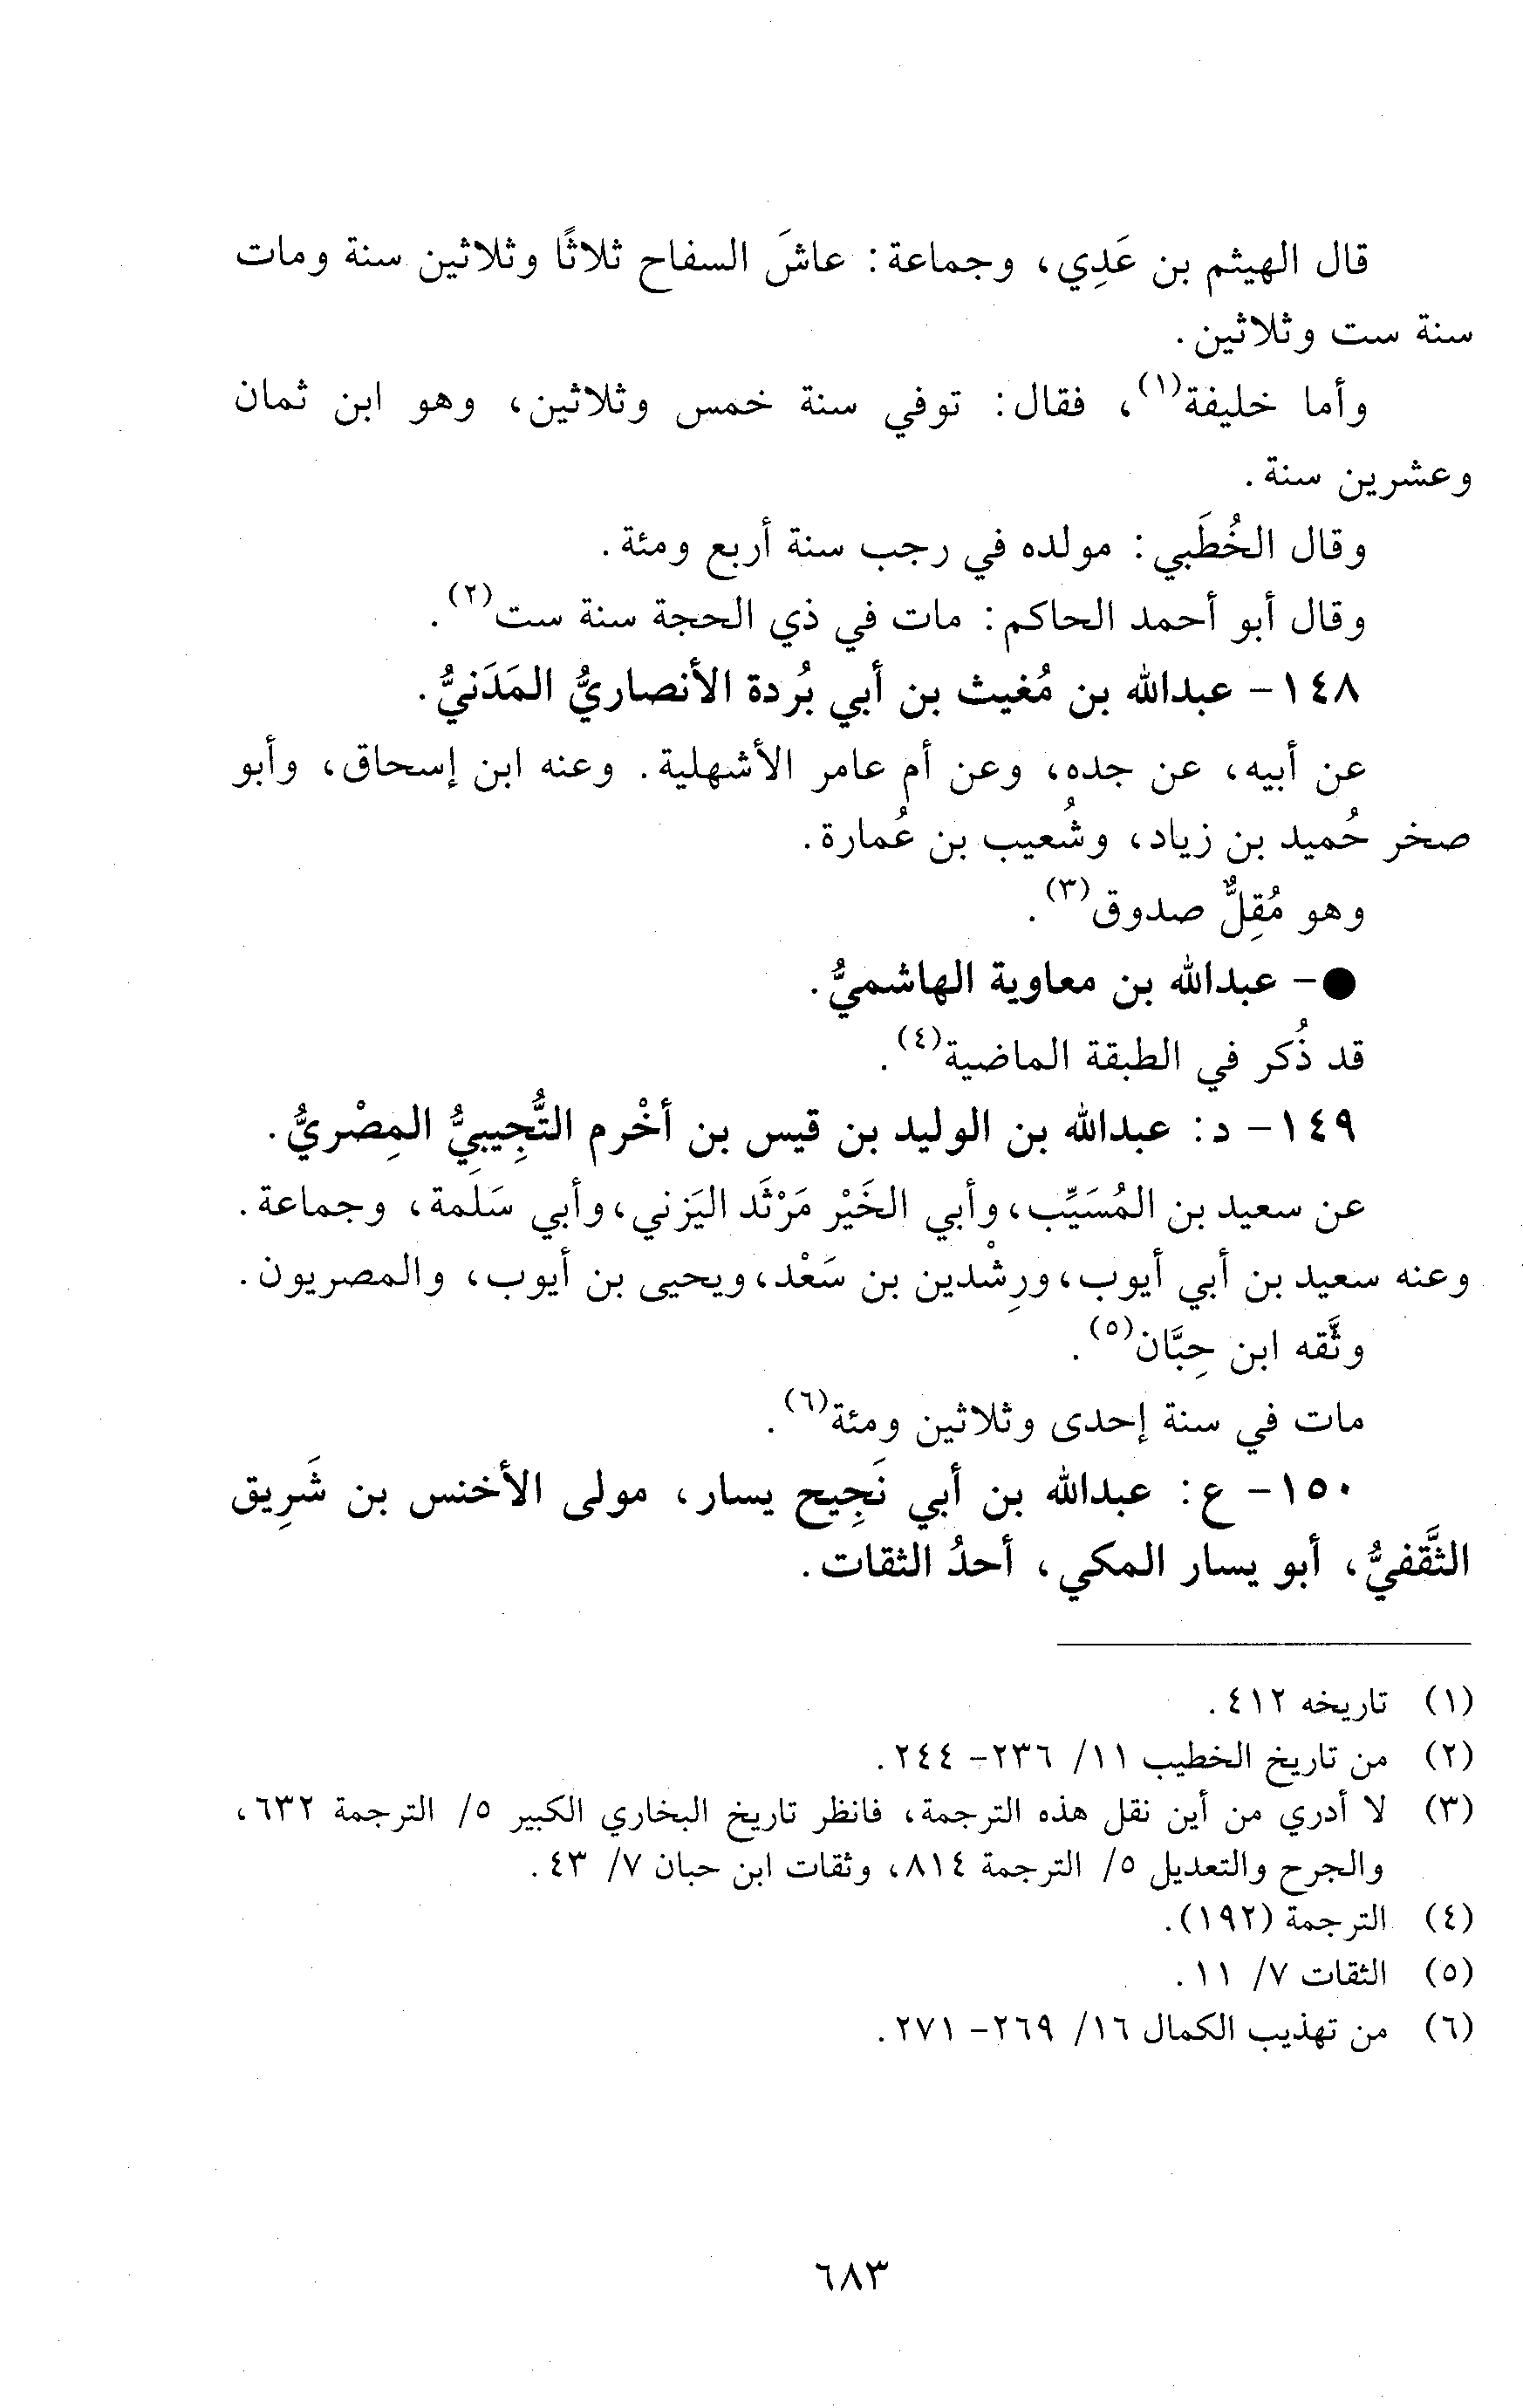 قال الهيثم بن عَدِي، وجماعة: عاشَ السفاح ثلاثًا وثلاثين سنة ومات
سنة ست وثلاثين.
وأما خليفة(١)، فقال: توفي سنة خمس وثلاثين، وهو ابن ثمان
وعشرين سنة.
وقال الخُطَبي: مولده في رجب سنة أربع ومئة.
وقال أبو أحمد الحاكم: مات في ذي الحجة سنة ست(٢).
١٤٨- عبدالله بن مُغيث بن أبي بُردة الأنصاريُّ المَدَنيُّ.
عن أبيه، عن جده، وعن أم عامر الأشهلية. وعنه ابن إسحاق، وأبو
صخر حُميد بن زياد، وشُعيب بن عُمارة.
وهو مُقِلٌّ صدوق(٣).
●- عبدالله بن معاوية الهاشميُّ.
قد ذُكر في الطبقة الماضية(٤).
١٤٩- د: عبدالله بن الوليد بن قيس بن أخْرم التُّجِيبيُّ المِصْريُّ.
عن سعيد بن المُسَيِّب، وأبي الخَيْر مَرْثَد اليَزني، وأبي سَلَمة، وجماعة.
وعنه سعيد بن أبي أيوب، ورِشْدين بن سَعْد، ويحيى بن أيوب، والمصريون.
وثَّقه ابن حِبَّان(٥).
مات في سنة إحدى وثلاثين ومئة(٦).
١٥٠- ع: عبدالله بن أبي نَجِيح يسار، مولى الأخنس بن شَرِيق
الثَّقفيُّ، أبو يسار المكي، أحدُ الثقات.
(١) تاريخه ٤١٢.
(٢) من تاريخ الخطيب ١١/ ٢٣٦- ٢٤٤.
(٣) لا أدري من أين نقل هذه الترجمة، فانظر تاريخ البخاري الكبير ٥/ الترجمة ٦٣٢،
والجرح والتعديل ٥/ الترجمة ٨١٤، وثقات ابن حبان ٧/ ٤٣.
(٤) الترجمة (١٩٢).
(٥) الثقات ٧/ ١١.
(٦) من تهذيب الكمال ١٦/ ٢٦٩- ٢٧١.
٦٨٣